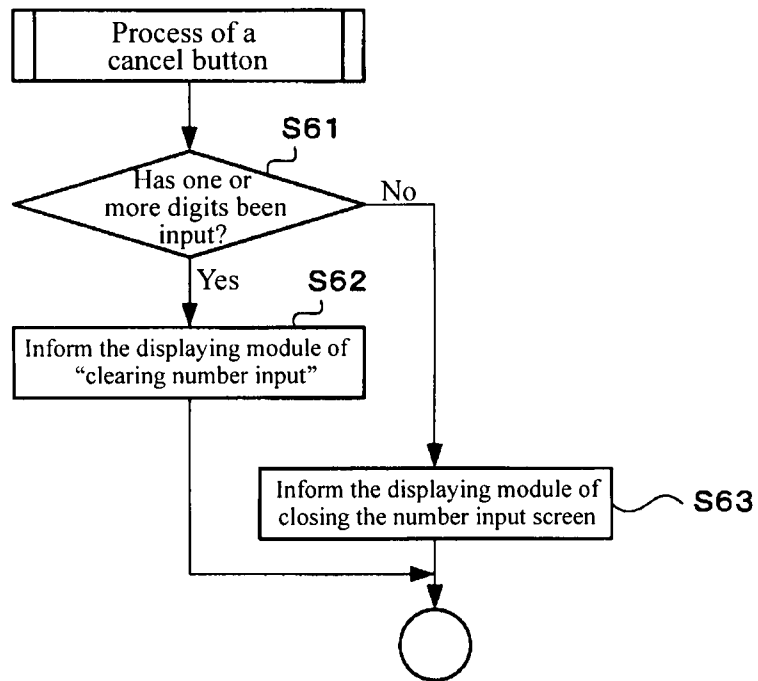 Process of a
cancel button
S61
Has one or
more digits been
input?
No
Yes
S62
Inform the displaying module of
“clearing number input”
Inform the displaying module of
closing the number input screen
S63